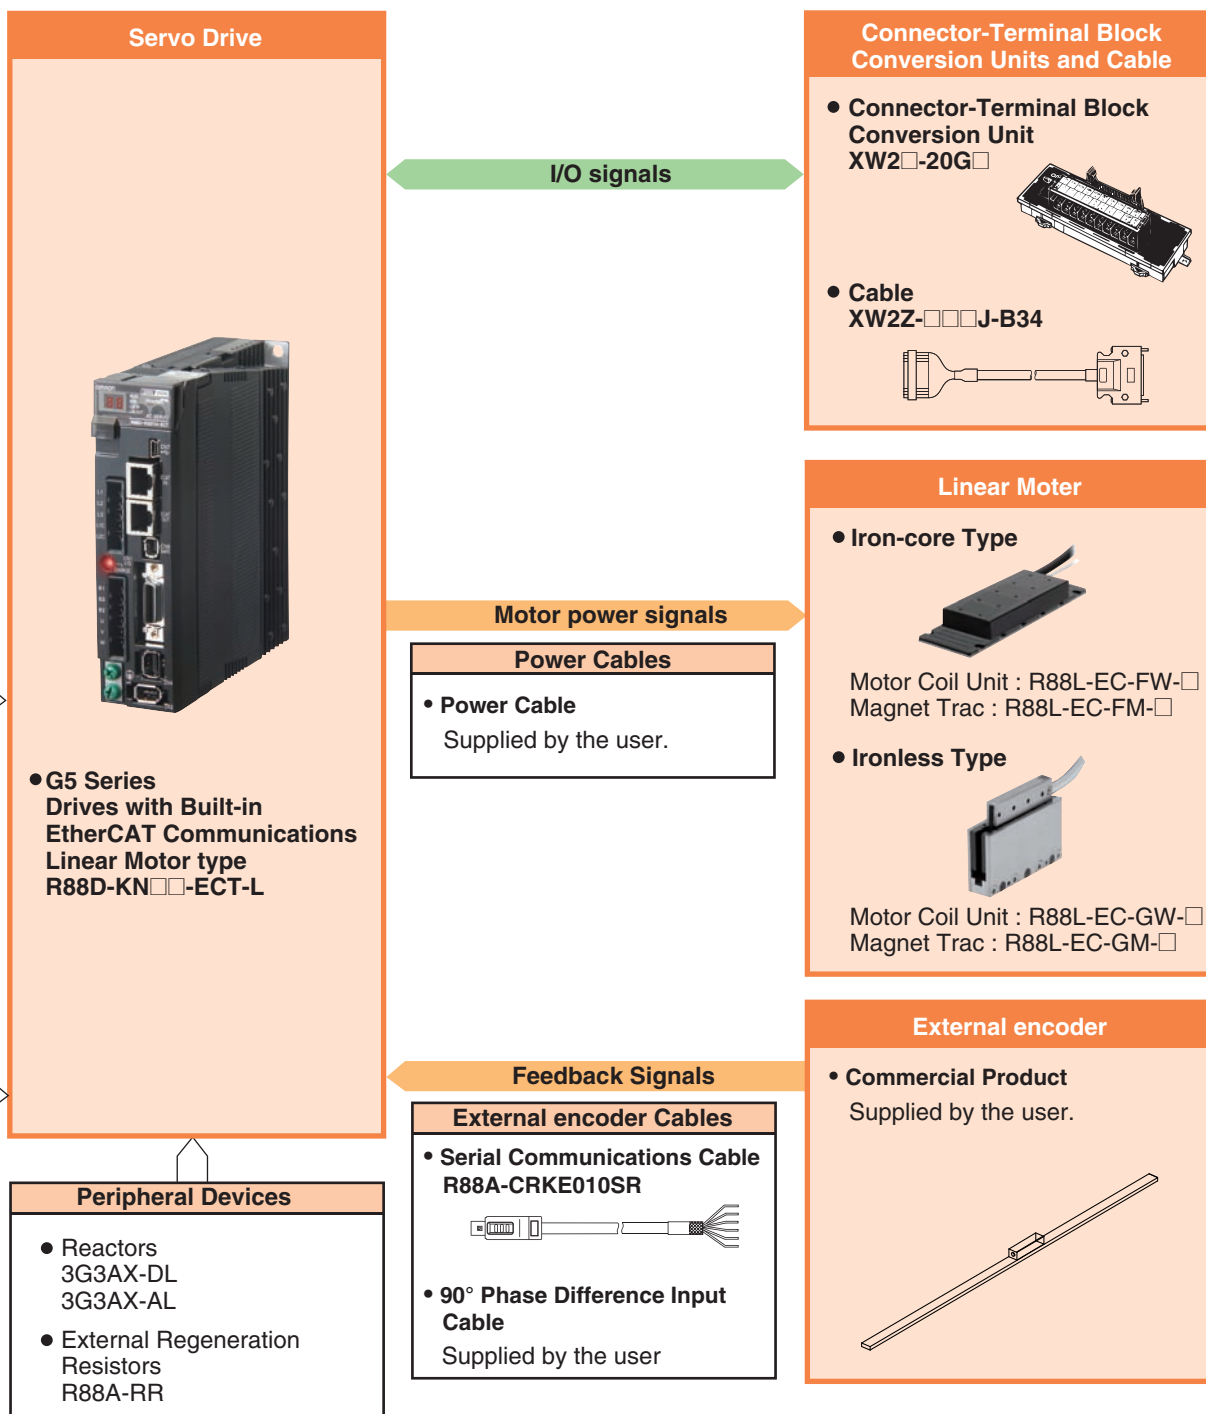 Servo Drive
G5 Series
Drives with Built-in
EtherCAT Communications
Linear Motor type
R88D-KN□□-ECT-L
Peripheral Devices
Reactors
3G3AX-DL
3G3AX-AL
External Regeneration
Resistors
R88A-RR
I/O signals
Motor power signals
Power Cables
Power Cable
Supplied by the user.
Feedback Signals
External encoder Cables
Serial Communications Cable
R88A-CRKE010SR
90° Phase Difference Input
Cable
Supplied by the user
Connector-Terminal Block
Conversion Units and Cable
Connector-Terminal Block
Conversion Unit
XW2□-20G□
Cable
XW2Z-□□□J-B34
Linear Moter
Iron-core Type
Motor Coil Unit : R88L-EC-FW-□
Magnet Trac : R88L-EC-FM-□
Ironless Type
Motor Coil Unit : R88L-EC-GW-□
Magnet Trac : R88L-EC-GM-□
External encoder
Commercial Product
Supplied by the user.